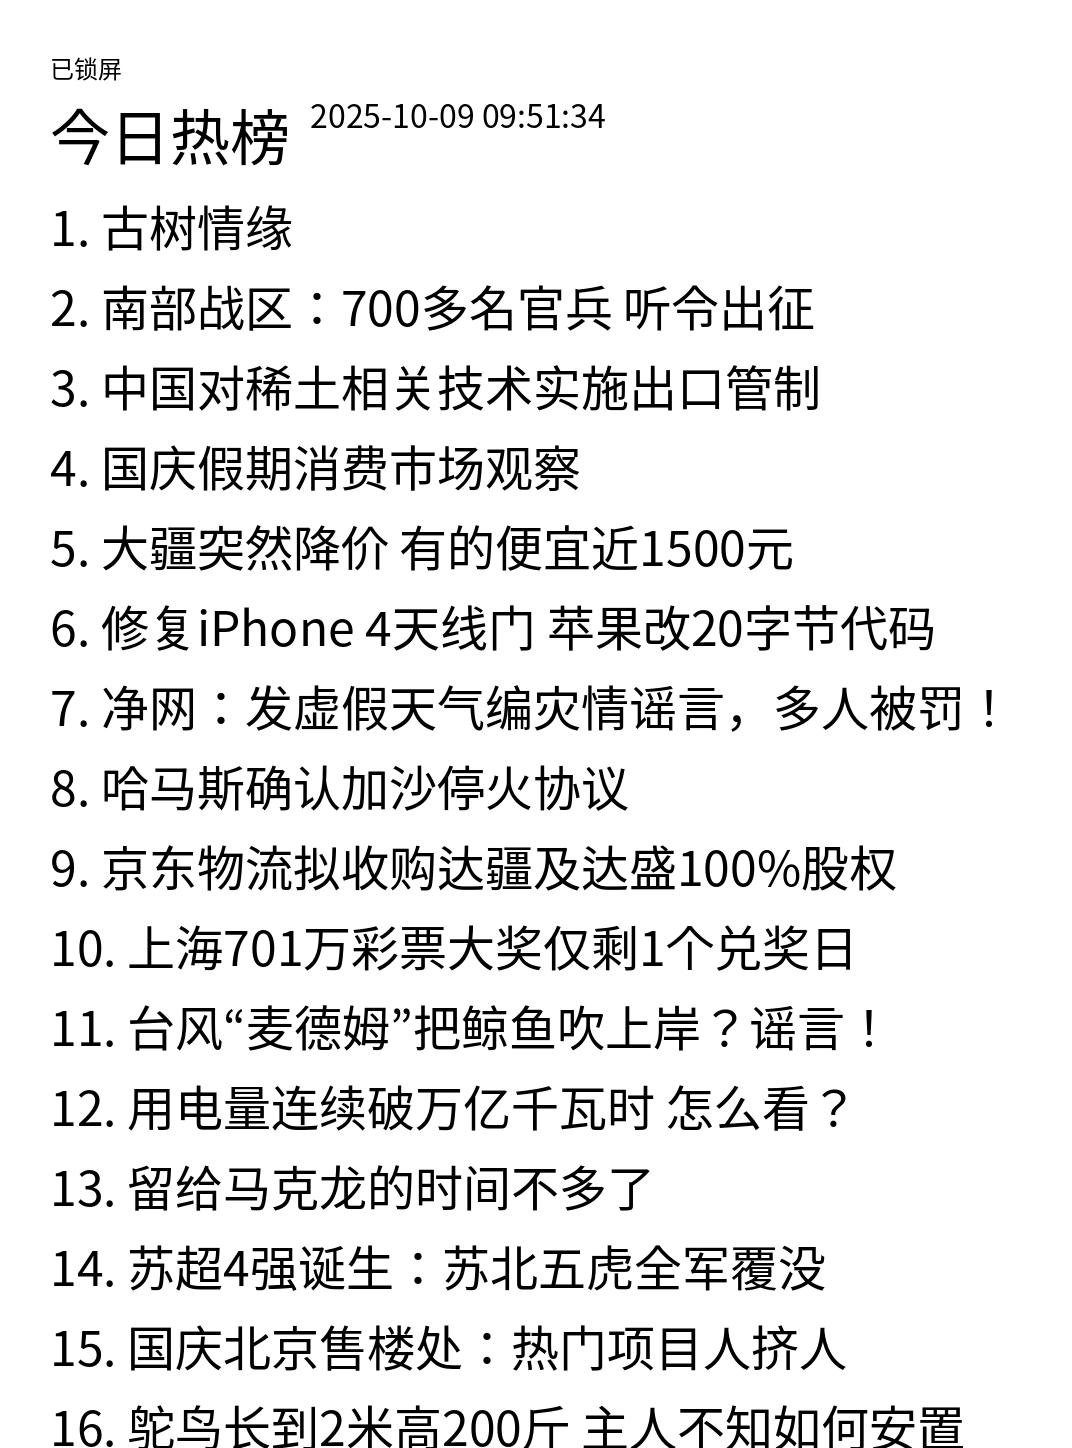 已锁屏
今日热榜 2025-10-09 09:51:34
1. 古树情缘
2. 南部战区：700多名官兵 听令出征
3. 中国对稀土相关技术实施出口管制
4. 国庆假期消费市场观察
5. 大疆突然降价 有的便宜近1500元
6. 修复iPhone 4天线门 苹果改20字节代码
7. 净网：发虚假天气编灾情谣言，多人被罚！
8. 哈马斯确认加沙停火协议
9. 京东物流拟收购达疆及达盛100%股权
10. 上海701万彩票大奖仅剩1个兑奖日
11. 台风“麦德姆”把鲸鱼吹上岸？谣言！
12. 用电量连续破万亿千瓦时 怎么看？
13. 留给马克龙的时间不多了
14. 苏超4强诞生：苏北五虎全军覆没
15. 国庆北京售楼处：热门项目人挤人
16. 鸵鸟长到2米高200斤 主人不知如何安置